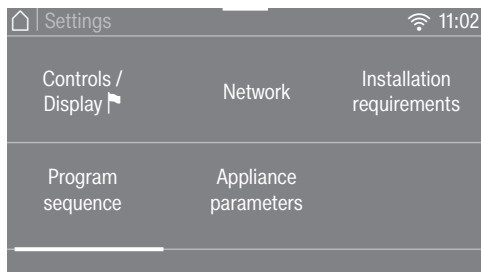 Settings 11:02
Controls /
Display
Network
Installation
requirements
Program
sequence
Appliance
parameters